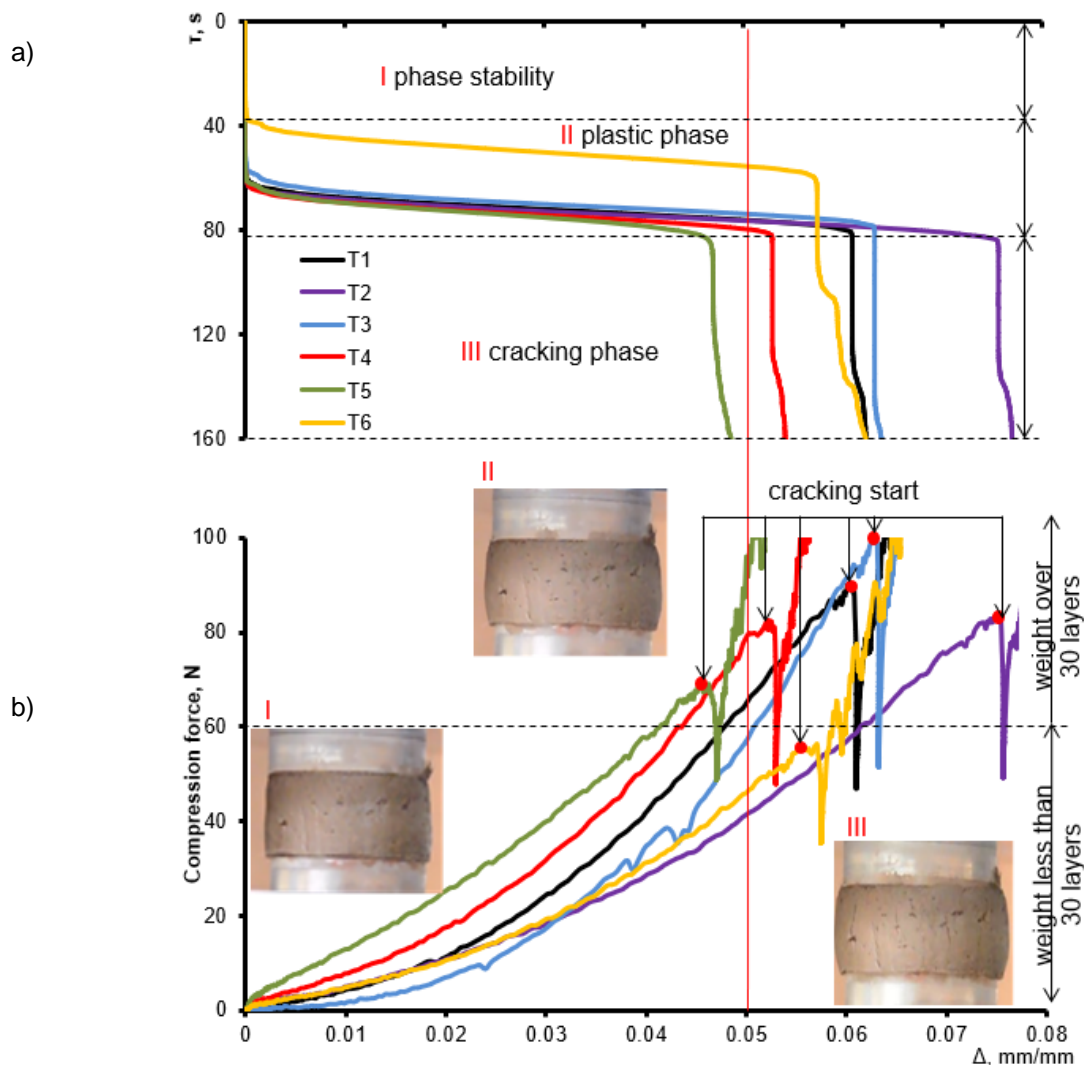 a)
τ, s
0
40
80
120
160
I phase stability
II plastic phase
III cracking phase
T1
T2
T3
T4
T5
T6
b)
Compression force, N
100
80
60
40
20
0
I
II
III
cracking start
weight over
30 layers
weight less than
30 layers
0
0.01
0.02
0.03
0.04
0.05
0.06
0.07
0.08
Δ, mm/mm